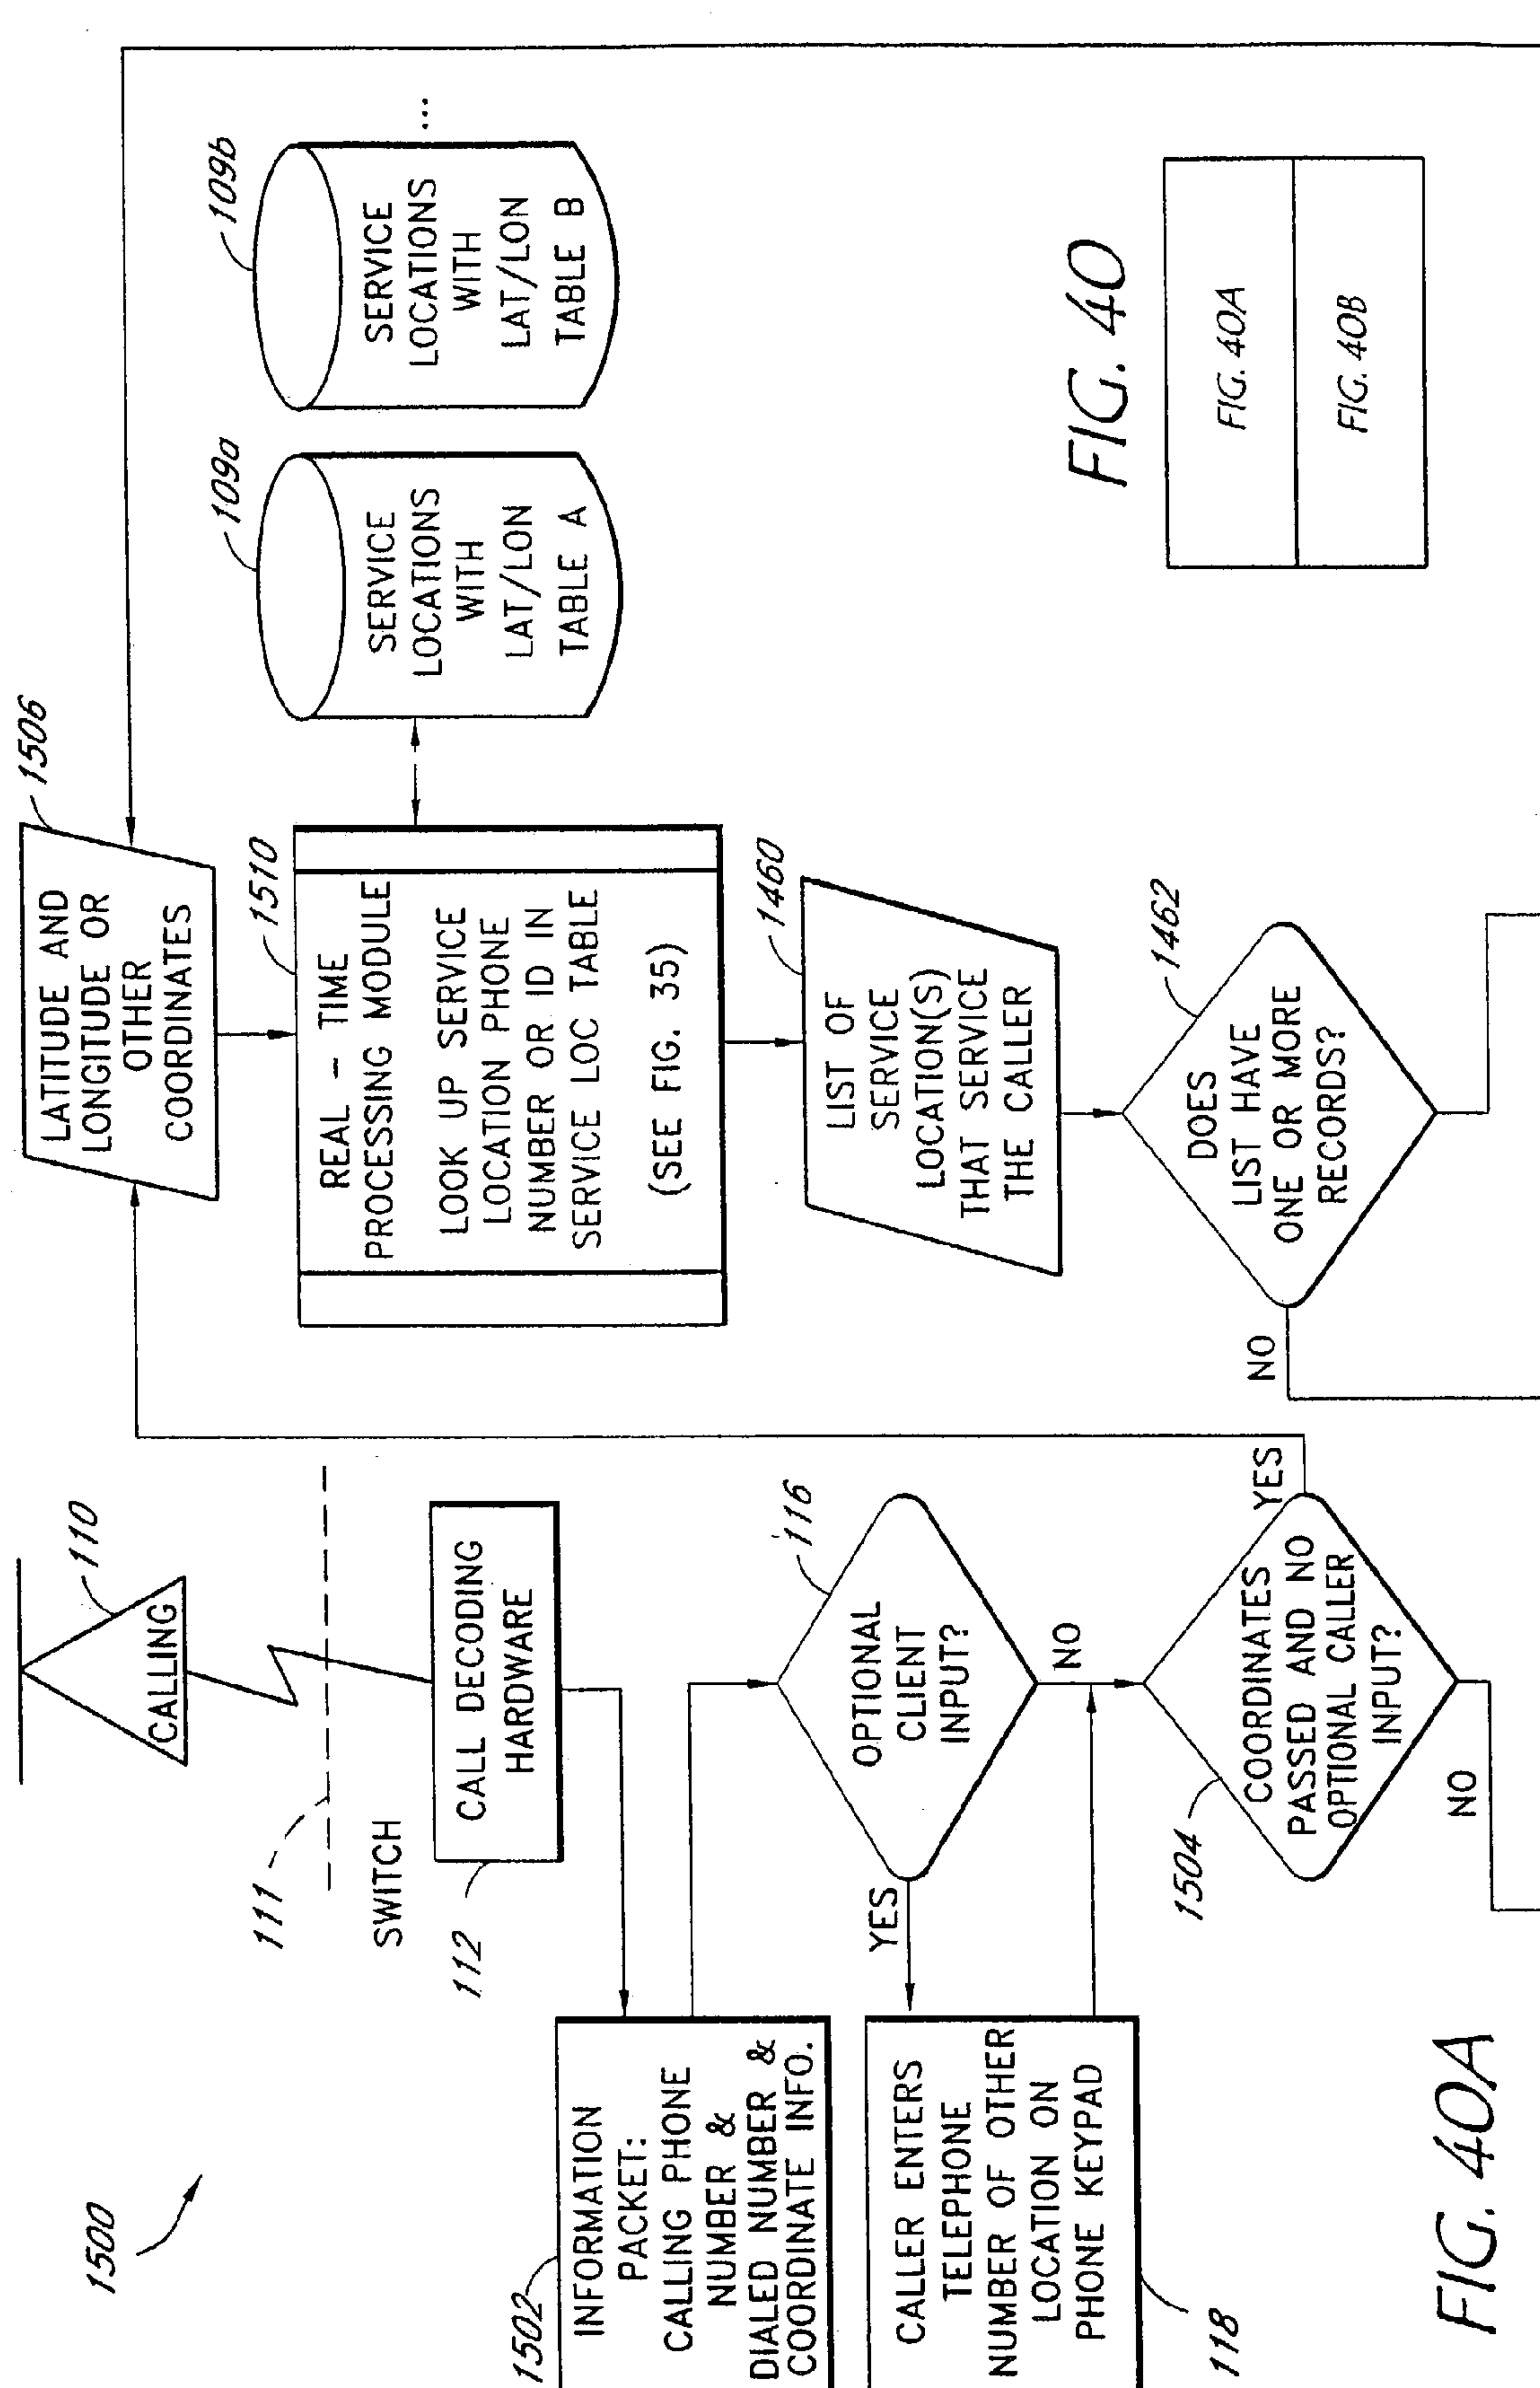 1500
110
CALLING
111
SWITCH
112
CALL DECODING
HARDWARE
1502
INFORMATION
PACKET:
CALLING PHONE
NUMBER &
DIALED NUMBER &
COORDINATE INFO.
116
OPTIONAL
CLIENT
INPUT?
YES
NO
CALLER ENTERS
TELEPHONE
NUMBER OF OTHER
LOCATION ON
PHONE KEYPAD
118
1504
COORDINATES
PASSED AND NO
OPTIONAL CALLER
INPUT?
YES
NO
1506
LATITUDE AND
LONGITUDE OR
OTHER
COORDINATES
1510
REAL - TIME
PROCESSING MODULE
LOOK UP SERVICE
LOCATION PHONE
NUMBER OR ID IN
SERVICE LOC TABLE
(SEE FIG. 35)
109a
SERVICE
LOCATIONS
WITH
LAT/LON
TABLE A
109b
SERVICE
LOCATIONS
WITH
LAT/LON
TABLE B
...
1460
LIST OF
SERVICE
LOCATION(S)
THAT SERVICE
THE CALLER
1462
DOES
LIST HAVE
ONE OR MORE
RECORDS?
NO
FIG. 40
FIG. 40A
FIG. 40B
FIG. 40A